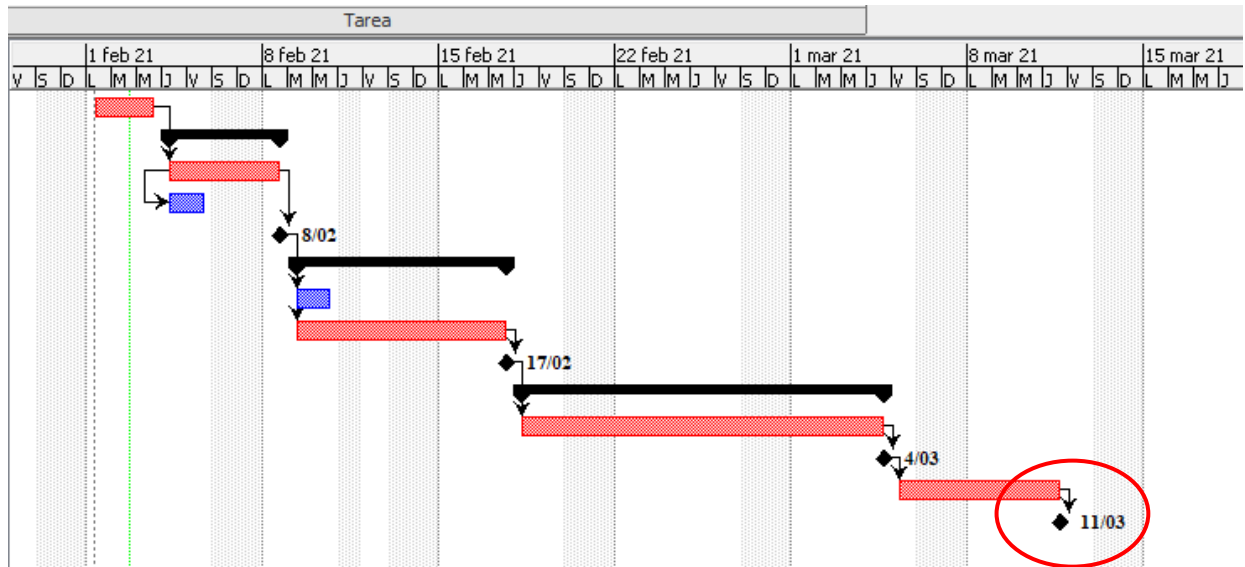 Tarea
1 feb 21 8 feb 21 15 feb 21 22 feb 21 1 mar 21 8 mar 21 15 mar 21
V S D L M M J V S D L M M J V S D L M M J V S D L M M J V S D L M M J V S D L M M J V S D L M M J
8/02
17/02
4/03
11/03